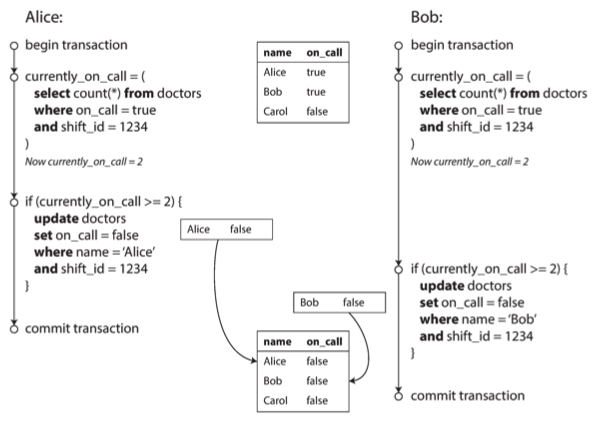 Alice:
begin transaction
currently_on_call = (
select count(*) from doctors
where on_call = true
and shift_id = 1234
)
Now currently_on_call = 2
if (currently_on_call >= 2) {
update doctors
set on_call = false
where name = ‘Alice’
and shift_id = 1234
}
commit transaction
name on_call
Alice true
Bob true
Carol false
Alice false
Bob false
name on_call
Alice false
Bob false
Carol false
Bob:
begin transaction
currently_on_call = (
select count(*) from doctors
where on_call = true
and shift_id = 1234
)
Now currently_on_call = 2
if (currently_on_call >= 2) {
update doctors
set on_call = false
where name = ‘Bob’
and shift_id = 1234
}
commit transaction